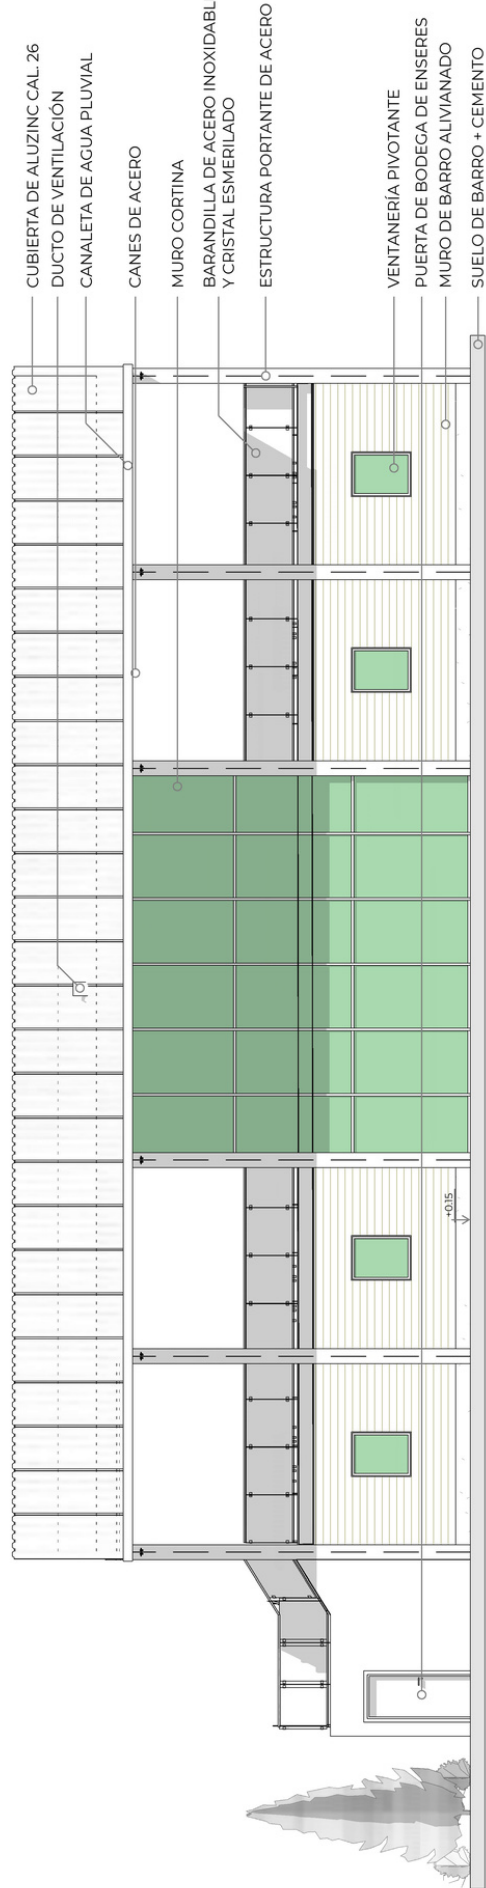 CUBIERTA DE ALUZINC CAL. 26
DUCTO DE VENTILACIÓN
CANALETA DE AGUA PLUVIAL
CANES DE ACERO
MURO CORTINA
BARANDILLA DE ACERO INOXIDABL
Y CRISTAL ESMERILADO
ESTRUCTURA PORTANTE DE ACERO
VENTANERÍA PIVOTANTE
PUERTA DE BODEGA DE ENSERES
MURO DE BARRO ALIVIANADO
SUELO DE BARRO + CEMENTO
+0.15